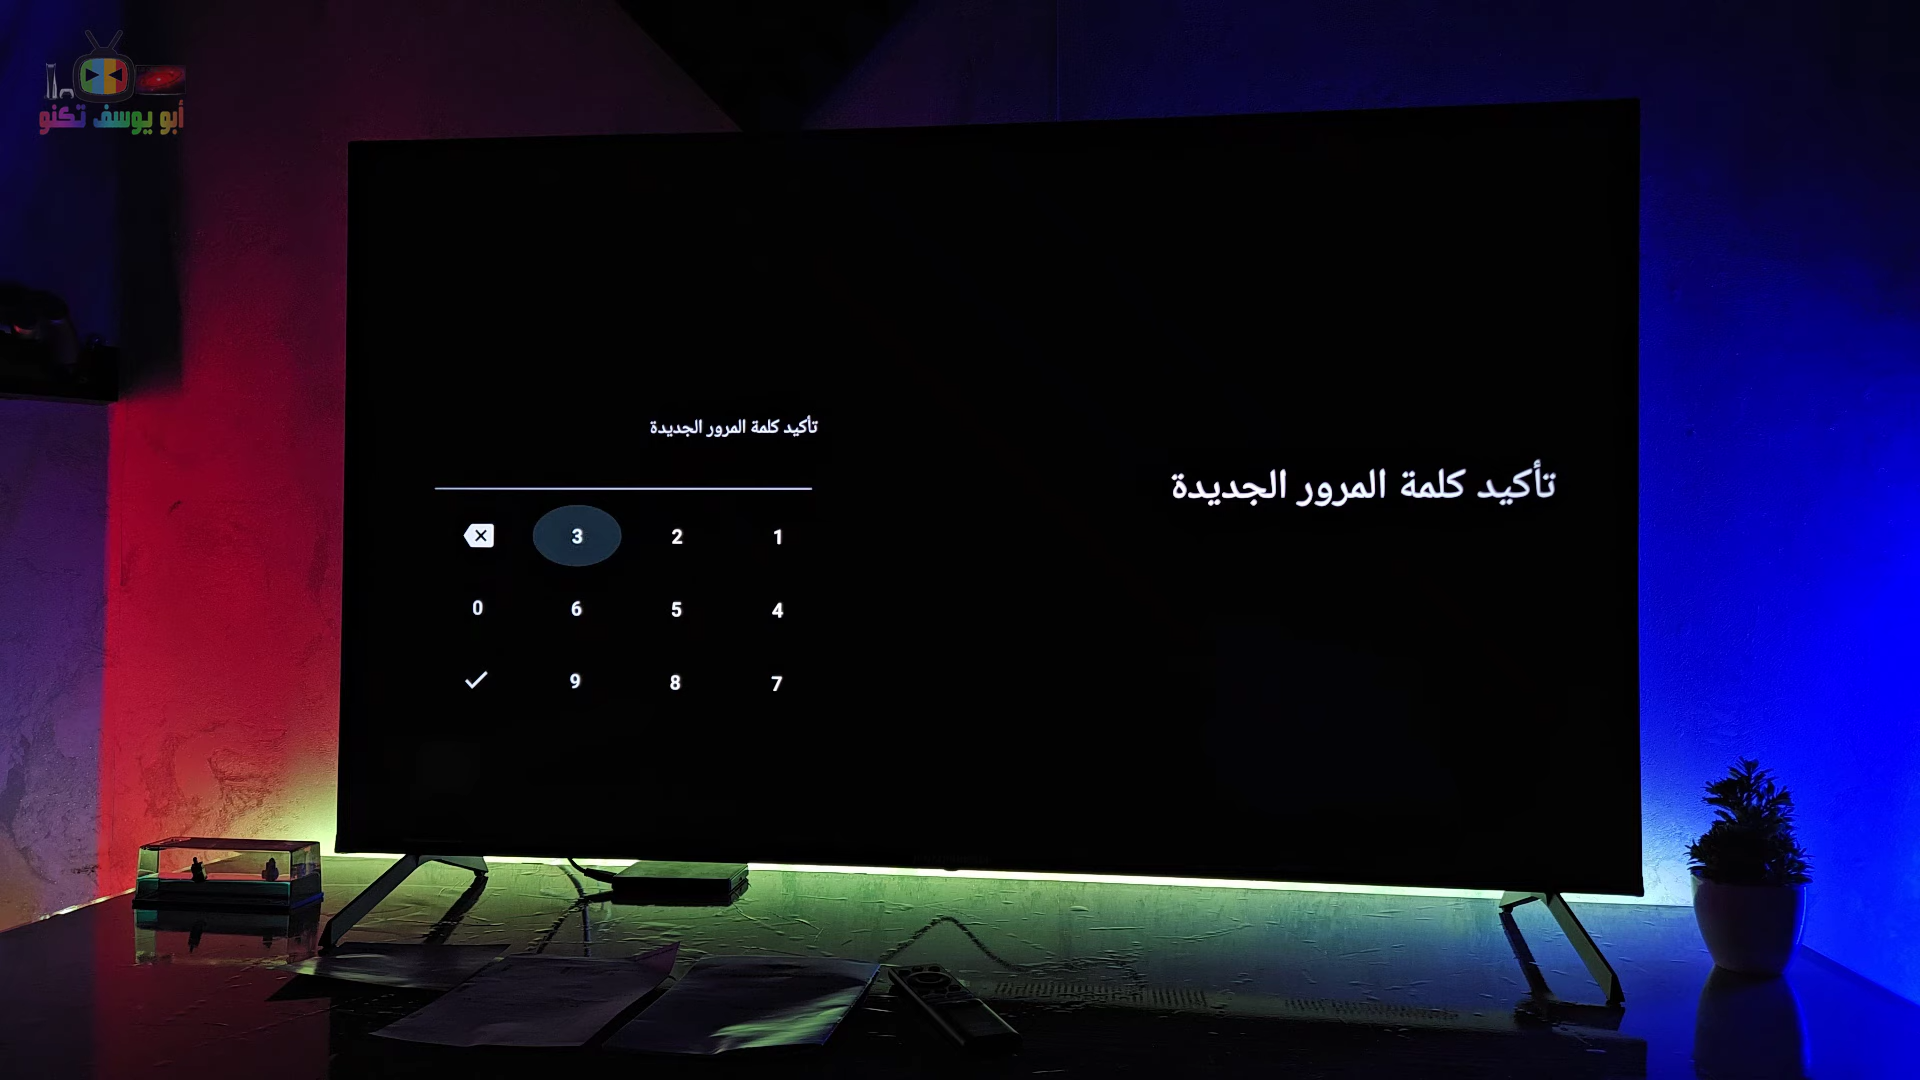 أبو يوسف تكنو
تأكيد كلمة المرور الجديدة
تأكيد كلمة المرور الجديدة
1 2 3
4 5 6 0
7 8 9